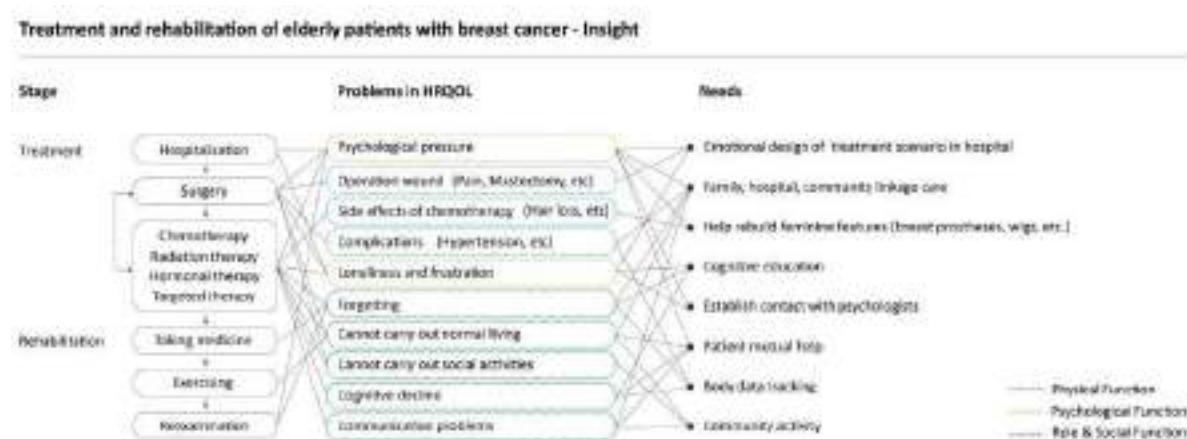 Treatment and rehabilitation of elderly patients with breast cancer - Insight
Stage
Problems in HRQOL
Needs
Treatment
Hospitalisation
Surgery
Chemotherapy
Radiation therapy
Hormonal therapy
Targeted therapy
Rehabilitation
Taking medicine
Exercising
Reexamination
Psychological pressure
Operation wound (Pain, Mastectomy, etc)
Side effects of chemotherapy (Hair loss, etc)
Complications (Hypertension, etc)
Loneliness and frustration
Forgetting
Cannot carry out normal living
Cannot carry out social activities
Cognitive decline
Communication problems
Emotional design of treatment scenario in hospital
Family, hospital, community linkage care
Help rebuild feminine features (breast prostheses, wigs, etc.)
Cognitive education
Establish contact with psychologists
Patient mutual help
Body data tracking
Community activity
Physical Function
Psychological Function
Role & Social Function